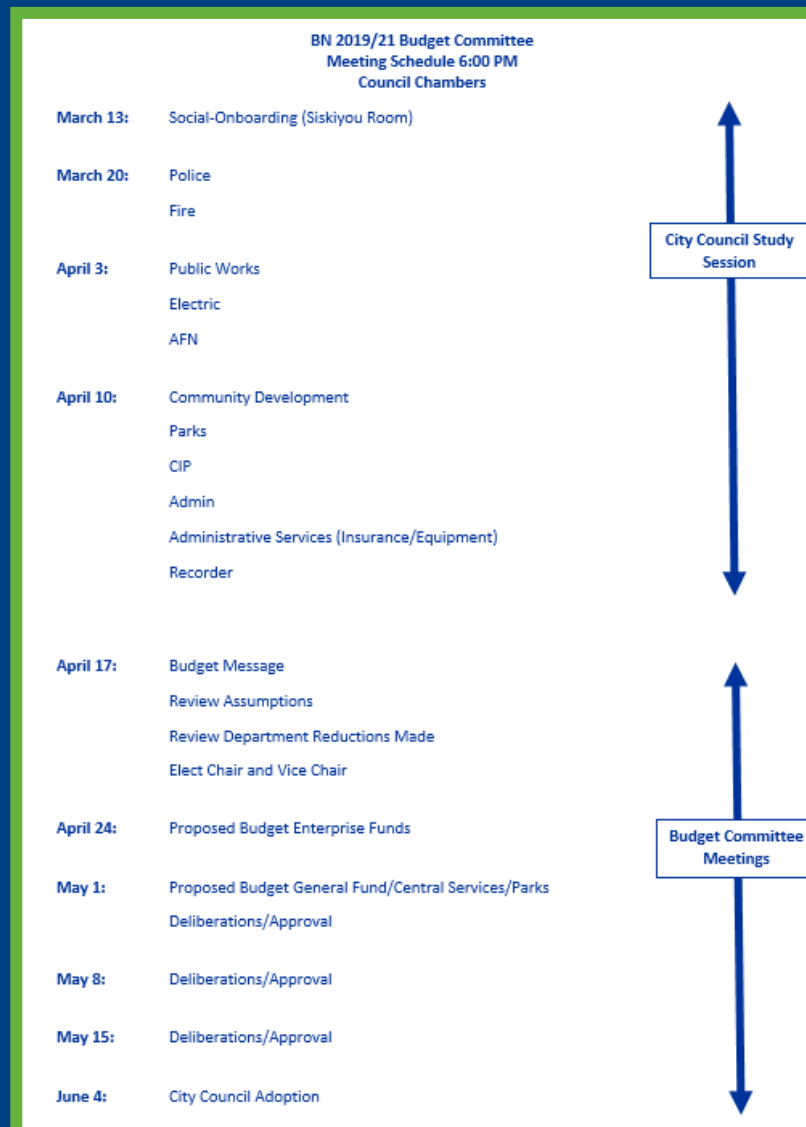 BN 2019/21 Budget Committee
Meeting Schedule 6:00 PM
Council Chambers
March 13: Social-Onboarding (Siskiyou Room)
March 20: Police
Fire
City Council Study
Session
April 3: Public Works
Electric
AFN
April 10: Community Development
Parks
CIP
Admin
Administrative Services (Insurance/Equipment)
Recorder
April 17: Budget Message
Review Assumptions
Review Department Reductions Made
Elect Chair and Vice Chair
April 24: Proposed Budget Enterprise Funds
Budget Committee
Meetings
May 1: Proposed Budget General Fund/Central Services/Parks
Deliberations/Approval
May 8: Deliberations/Approval
May 15: Deliberations/Approval
June 4: City Council Adoption